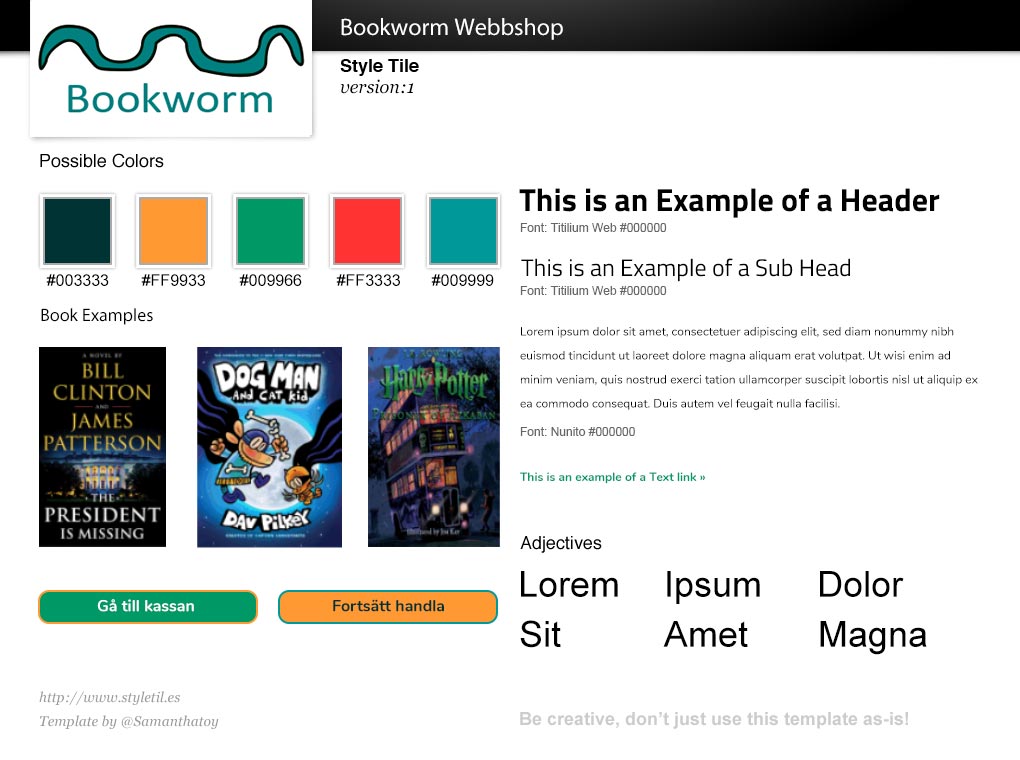 Bookworm Webbshop
Bookworm
Style Tile
version:1
Possible Colors
#003333 #FF9933 #009966 #FF3333 #009999
Book Examples
A NOVEL BY
BILL
CLINTON
AND
JAMES
PATTERSON
THE
PRESIDENT
IS MISSING
DOG MAN
AND CAT KID
DAV PILKEY
Harry Potter
Illustrated by Jim Kay
Gå till kassan
Fortsätt handla
http://www.styletil.es
Template by @Samanthatoy
This is an Example of a Header
Font: Titilium Web #000000
This is an Example of a Sub Head
Font: Titilium Web #000000
Lorem ipsum dolor sit amet, consectetuer adipiscing elit, sed diam nonummy nibh
euismod tincidunt ut laoreet dolore magna aliquam erat volutpat. Ut wisi enim ad
minim veniam, quis nostrud exerci tation ullamcorper suscipit lobortis nisl ut aliquip ex
ea commodo consequat. Duis autem vel feugait nulla facilisi.
Font: Nunito #000000
This is an example of a Text link »
Adjectives
Lorem Ipsum Dolor
Sit Amet Magna
Be creative, don’t just use this template as-is!